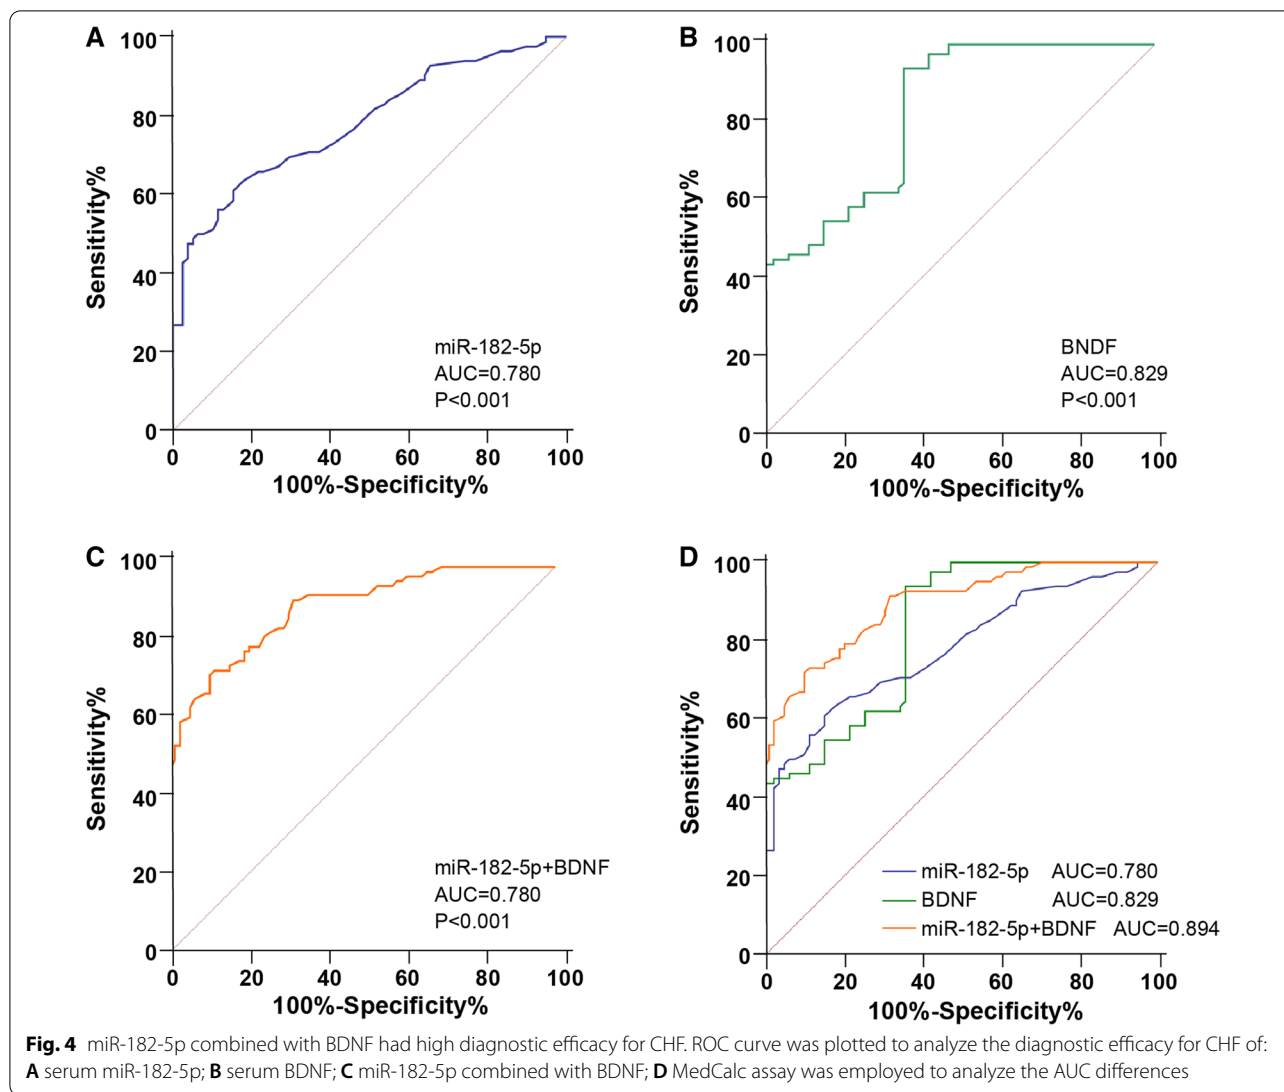 A
100
80
60
40
20
0
Sensitivity%
miR-182-5p
AUC=0.780
P<0.001
0 20 40 60 80 100
100%-Specificity%
B
100
80
60
40
20
0
Sensitivity%
BNDF
AUC=0.829
P<0.001
0 20 40 60 80 100
100%-Specificity%
C
100
80
60
40
20
0
Sensitivity%
miR-182-5p+BDNF
AUC=0.780
P<0.001
0 20 40 60 80 100
100%-Specificity%
D
100
80
60
40
20
0
Sensitivity%
miR-182-5p AUC=0.780
BDNF AUC=0.829
miR-182-5p+BDNF AUC=0.894
0 20 40 60 80 100
100%-Specificity%
Fig. 4 miR-182-5p combined with BDNF had high diagnostic efficacy for CHF. ROC curve was plotted to analyze the diagnostic efficacy for CHF of:
A serum miR-182-5p; B serum BDNF; C miR-182-5p combined with BDNF; D MedCalc assay was employed to analyze the AUC differences